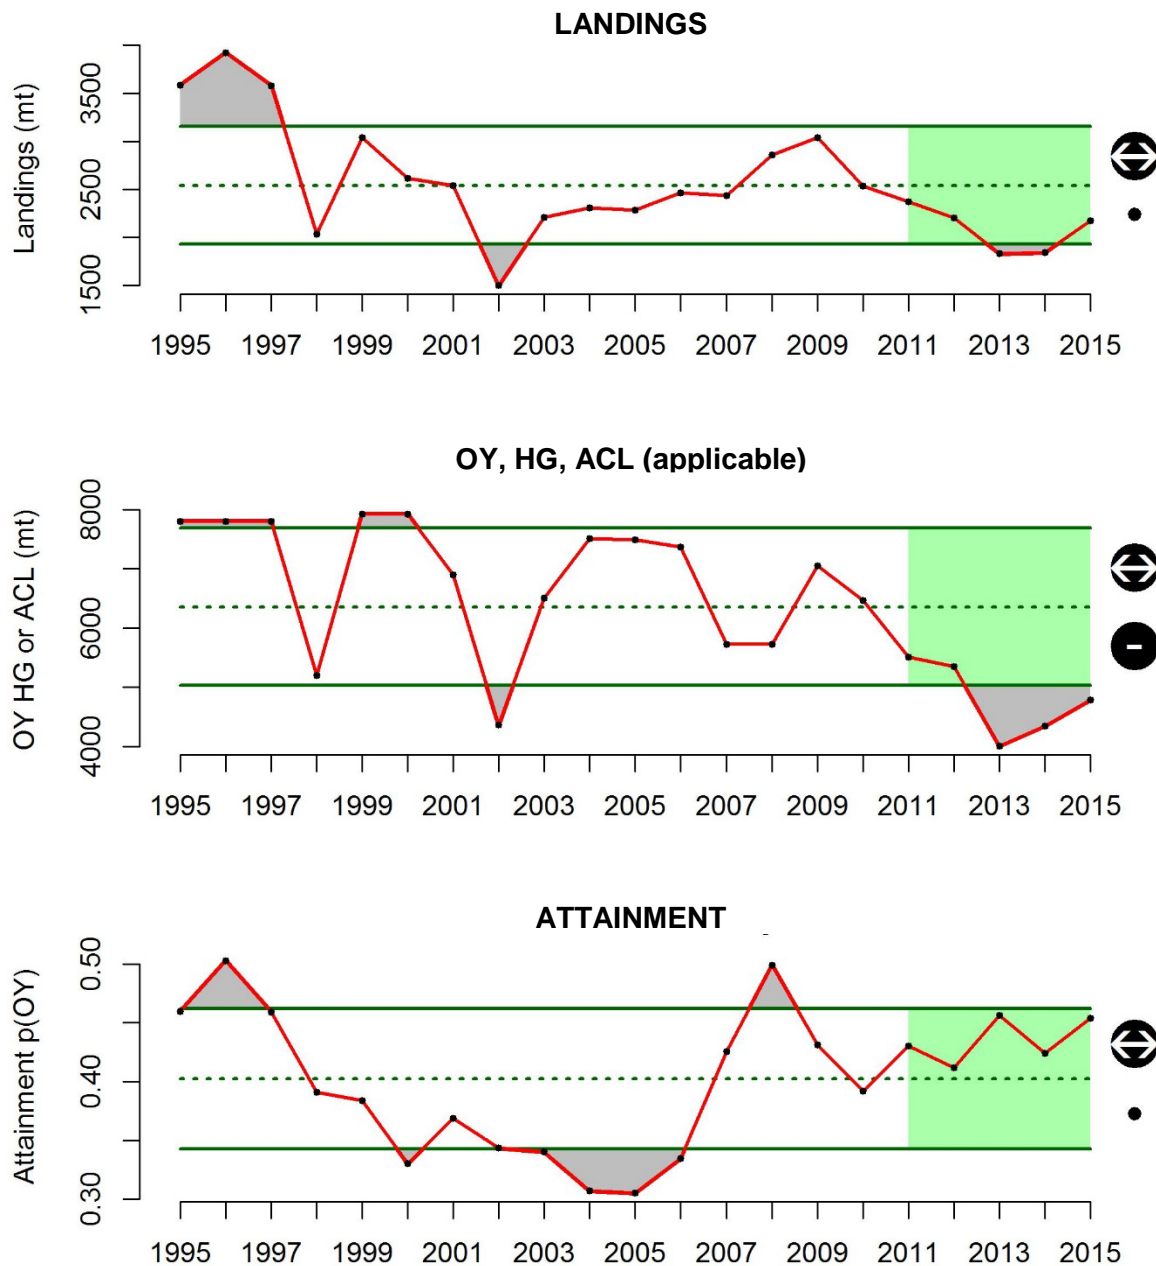 LANDINGS
Landings (mt)
3500
2500
1500
1995 1997 1999 2001 2003 2005 2007 2009 2011 2013 2015
OY, HG, ACL (applicable)
OY HG or ACL (mt)
8000
6000
4000
-
1995 1997 1999 2001 2003 2005 2007 2009 2011 2013 2015
ATTAINMENT
Attainment p(OY)
0.50
0.40
0.30
1995 1997 1999 2001 2003 2005 2007 2009 2011 2013 2015